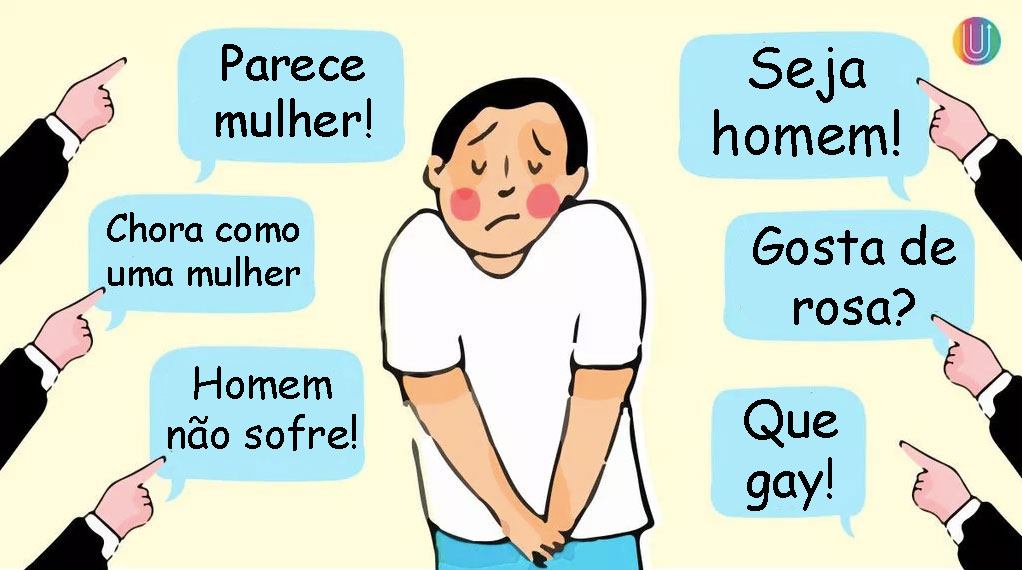 Parece
mulher!
Chora como
uma mulher
Homem
não sofre!
Seja
homem!
Gosta de
rosa?
Que
gay!